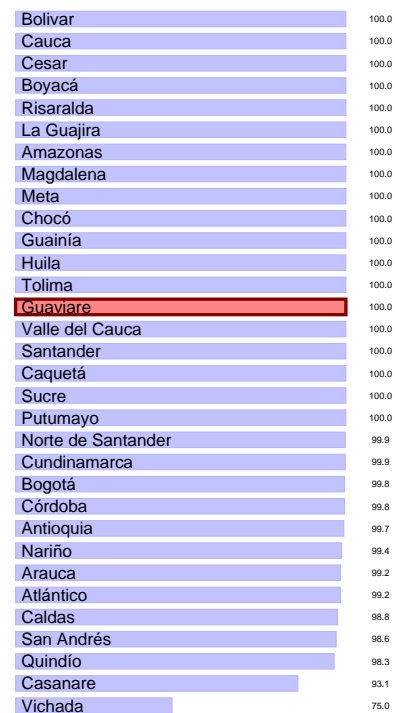 Bolivar 100.0
Cauca 100.0
Cesar 100.0
Boyacá 100.0
Risaralda 100.0
La Guajira 100.0
Amazonas 100.0
Magdalena 100.0
Meta 100.0
Chocó 100.0
Guainía 100.0
Huila 100.0
Tolima 100.0
Guaviare 100.0
Valle del Cauca 100.0
Santander 100.0
Caquetá 100.0
Sucre 100.0
Putumayo 100.0
Norte de Santander 99.9
Cundinamarca 99.9
Bogotá 99.8
Córdoba 99.8
Antioquia 99.7
Nariño 99.4
Arauca 99.2
Atlántico 99.2
Caldas 98.8
San Andrés 98.6
Quindío 98.3
Casanare 93.1
Vichada 75.0